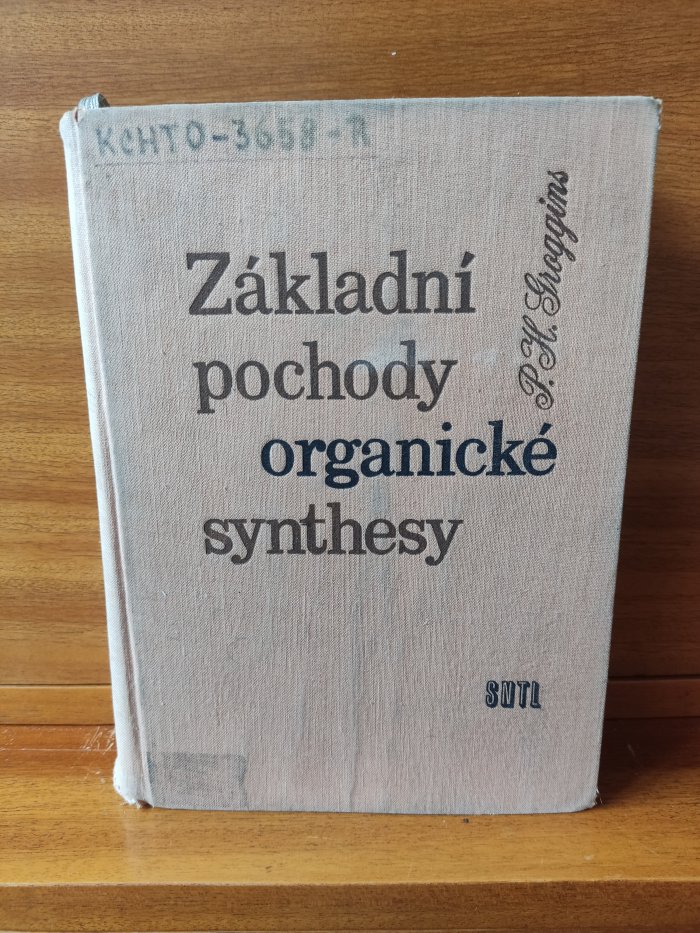 KCHTO-3658-R
Základní
pochody
organické
synthesy
P. H. Groggins
SNTL